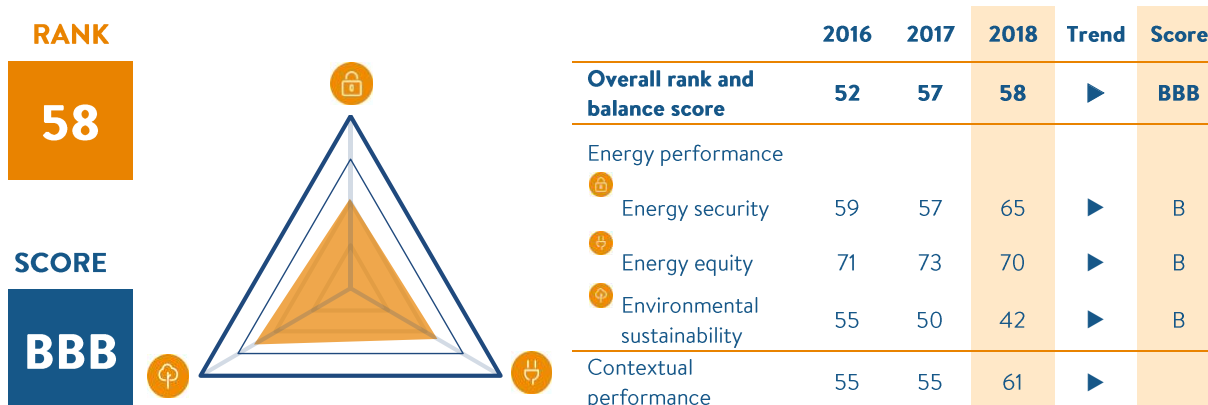 RANK
58
SCORE
BBB
2016 2017 2018 Trend Score
Overall rank and
balance score 52 57 58 BBB
Energy performance
Energy security 59 57 65 B
Energy equity 71 73 70 B
Environmental
sustainability 55 50 42 B
Contextual
performance 55 55 61